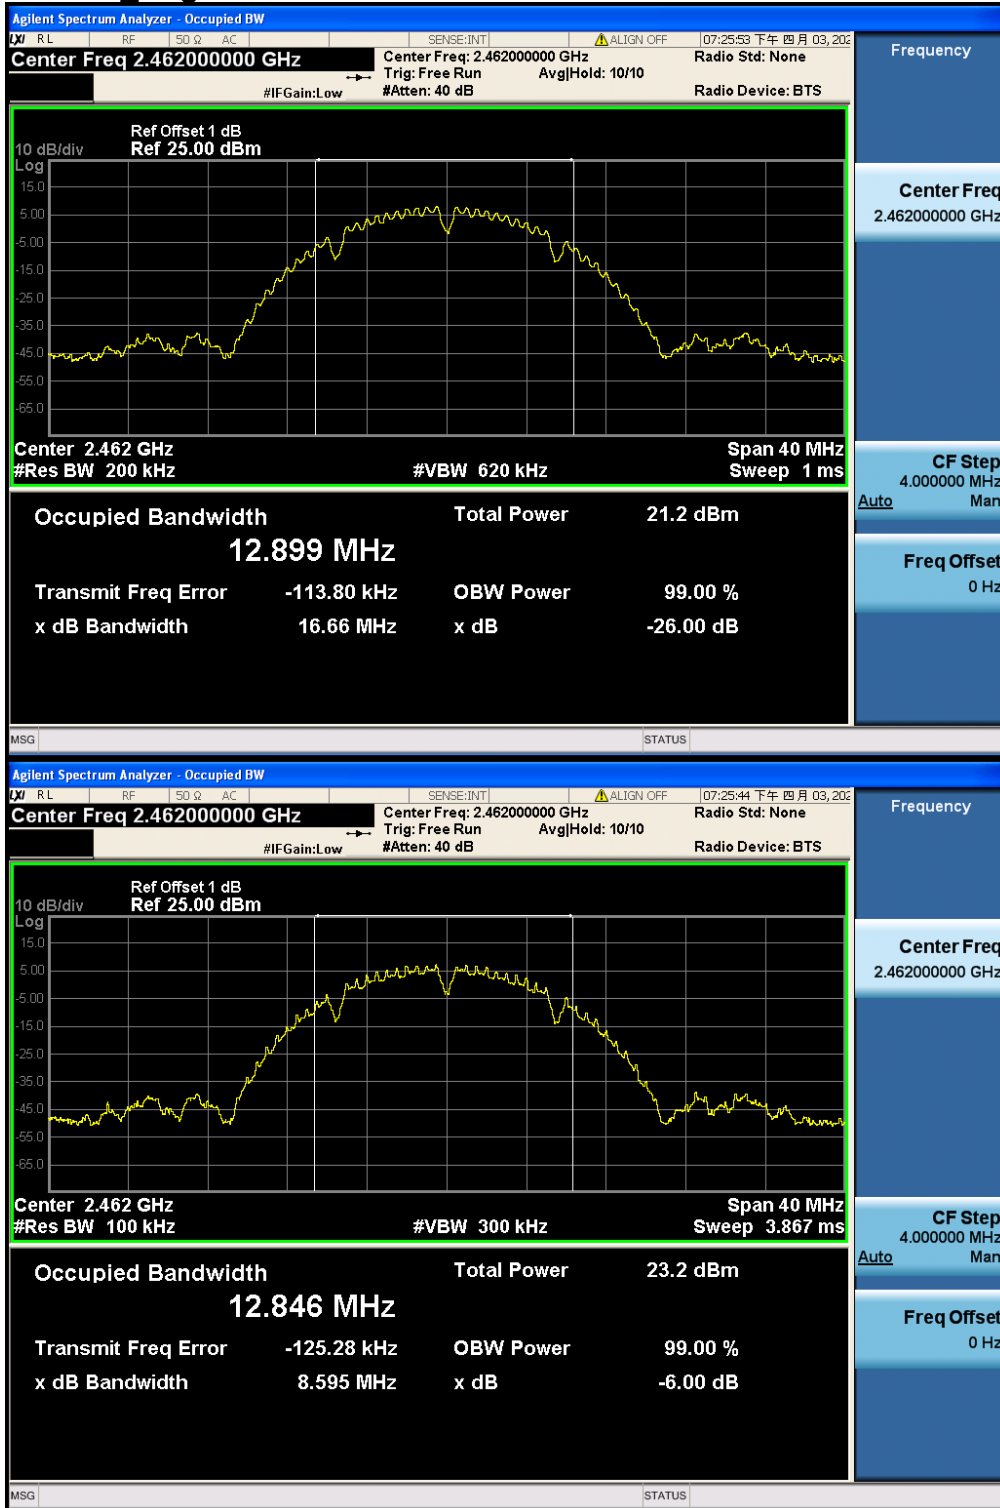 Agilent Spectrum Analyzer - Occupied BW
LXI RL RF 50 Ω AC SENSE:INT ALIGN OFF 07:25:53 下午 四月 03, 202
Center Freq 2.462000000 GHz
Center Freq: 2.462000000 GHz
Radio Std: None
Trig: Free Run Avg|Hold: 10/10
#IFGain:Low
#Atten: 40 dB
Radio Device: BTS
Ref Offset 1 dB
10 dB/div Ref 25.00 dBm
Log
15.0
5.00
-5.00
-15.0
-25.0
-35.0
-45.0
-55.0
-65.0
Center 2.462 GHz Span 40 MHz
#Res BW 200 kHz #VBW 620 kHz Sweep 1 ms
Occupied Bandwidth Total Power 21.2 dBm
12.899 MHz
Transmit Freq Error -113.80 kHz OBW Power 99.00 %
x dB Bandwidth 16.66 MHz x dB -26.00 dB
MSG STATUS
Frequency
Center Freq
2.462000000 GHz
CF Step
4.000000 MHz
Auto Man
Freq Offset
0 Hz
Agilent Spectrum Analyzer - Occupied BW
LXI RL RF 50 Ω AC SENSE:INT ALIGN OFF 07:25:44 下午 四月 03, 202
Center Freq 2.462000000 GHz
Center Freq: 2.462000000 GHz
Radio Std: None
Trig: Free Run Avg|Hold: 10/10
#IFGain:Low
#Atten: 40 dB
Radio Device: BTS
Ref Offset 1 dB
10 dB/div Ref 25.00 dBm
Log
15.0
5.00
-5.00
-15.0
-25.0
-35.0
-45.0
-55.0
-65.0
Center 2.462 GHz Span 40 MHz
#Res BW 100 kHz #VBW 300 kHz Sweep 3.867 ms
Occupied Bandwidth Total Power 23.2 dBm
12.846 MHz
Transmit Freq Error -125.28 kHz OBW Power 99.00 %
x dB Bandwidth 8.595 MHz x dB -6.00 dB
MSG STATUS
Frequency
Center Freq
2.462000000 GHz
CF Step
4.000000 MHz
Auto Man
Freq Offset
0 Hz